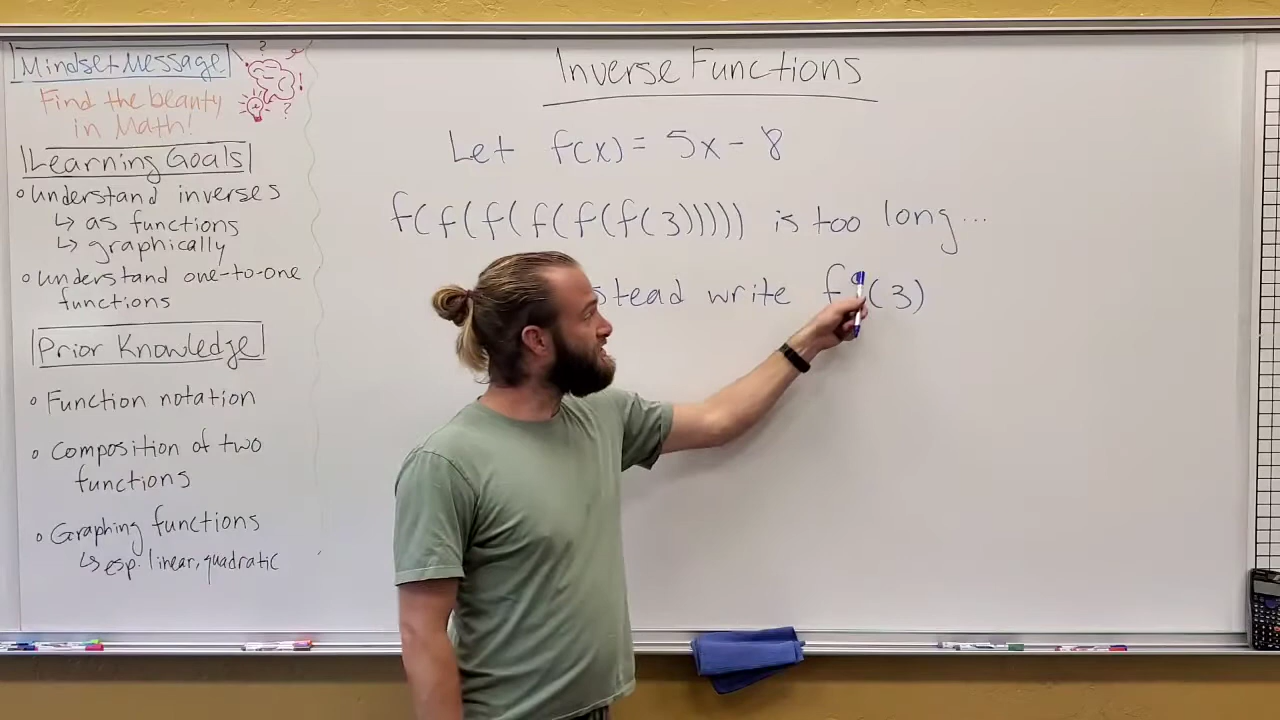 Mindset Message
Find the beauty
in Math!
Learning Goals
◦ Understand inverses
↳ as functions
↳ graphically
◦ Understand one-to-one
functions
Prior Knowledge
◦ Function notation
◦ Composition of two
functions
◦ Graphing functions
↳ esp. linear, quadratic
Inverse Functions
Let f(x) = 5x - 8
f(f(f(f(f(f(3)))))) is too long...
stead write f (3)